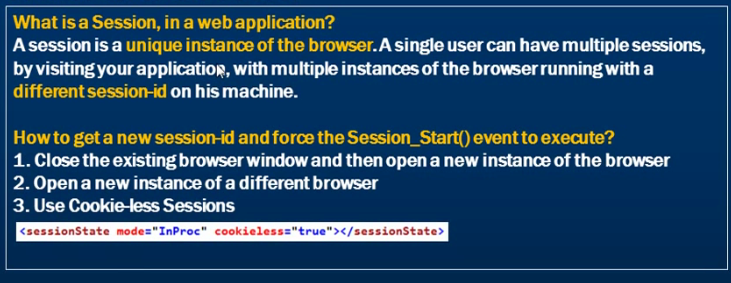 What is a Session, in a web application?
A session is a unique instance of the browser. A single user can have multiple sessions,
by visiting your application, with multiple instances of the browser running with a
different session-id on his machine.
How to get a new session-id and force the Session_Start() event to execute?
1. Close the existing browser window and then open a new instance of the browser
2. Open a new instance of a different browser
3. Use Cookie-less Sessions
<sessionState mode="InProc" cookieless="true"></sessionState>